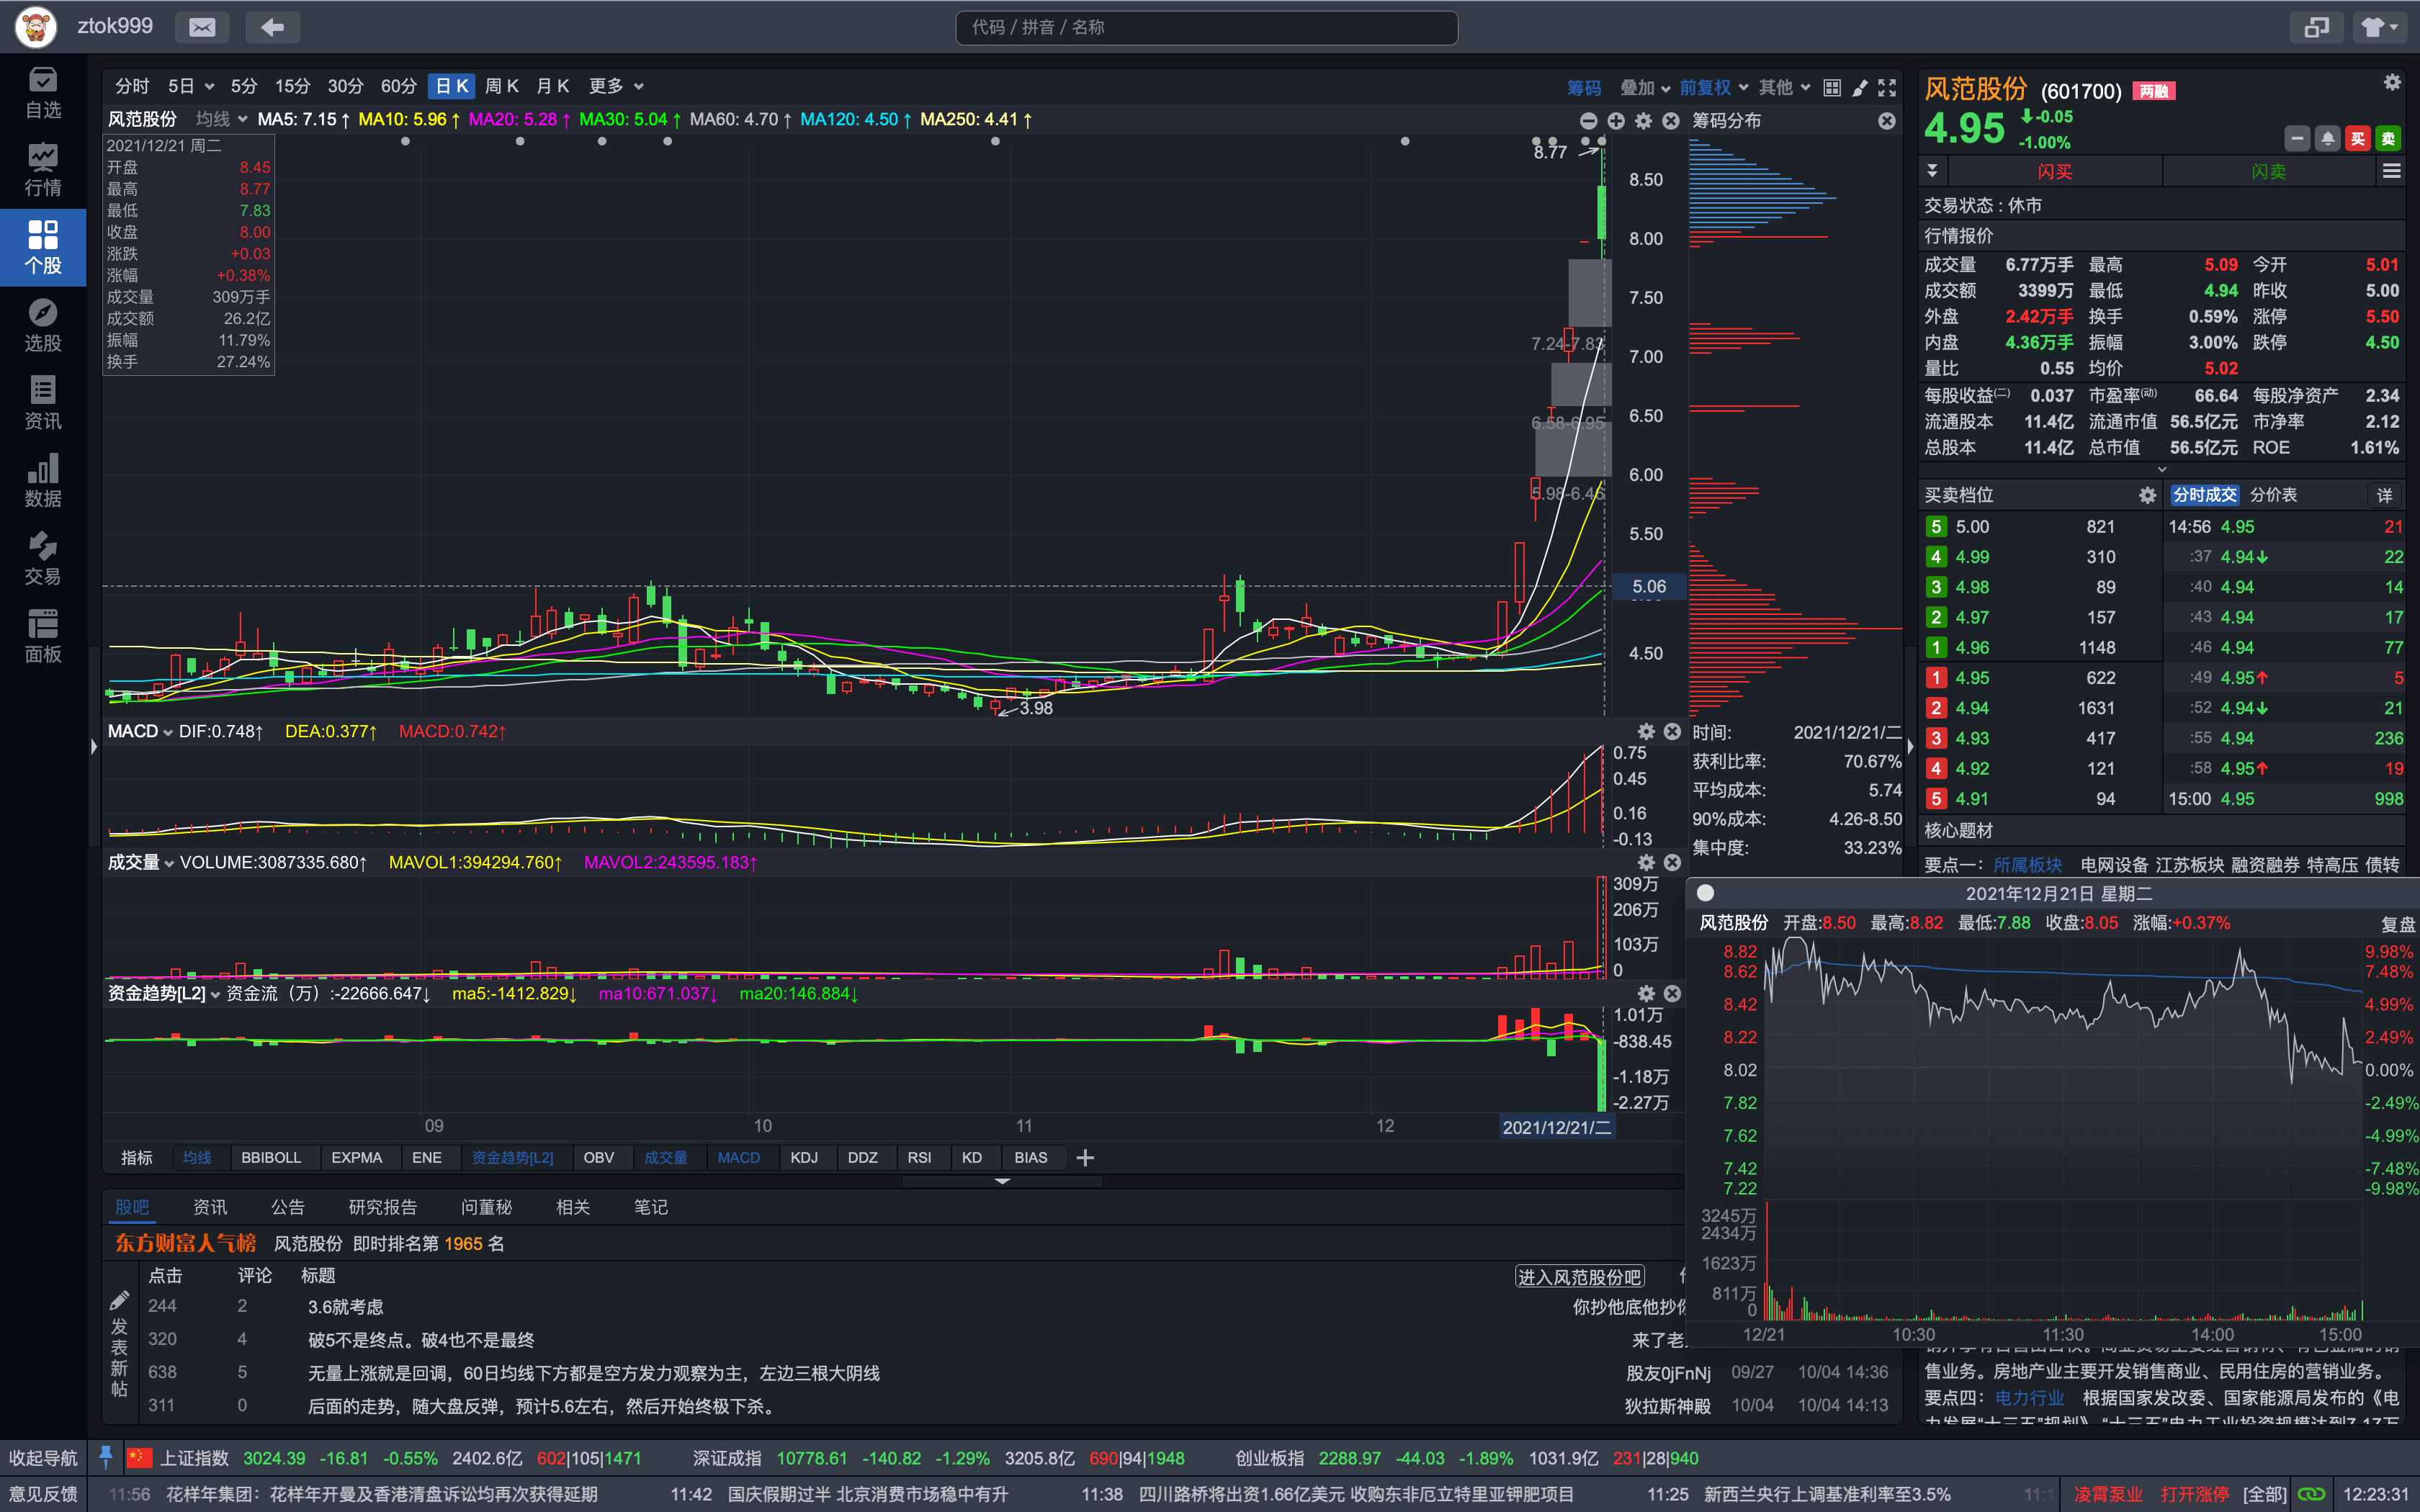 ztok999
代码 / 拼音 / 名称
自选
行情
个股
选股
资讯
数据
交易
面板
分时 5日 5分 15分 30分 60分 日K 周K 月K 更多
筹码 叠加 前复权 其他
风范股份 均线 MA5: 7.15↑ MA10: 5.96↑ MA20: 5.28↑ MA30: 5.04↑ MA60: 4.70↑ MA120: 4.50↑ MA250: 4.41↑
筹码分布
2021/12/21 周二
开盘 8.45
最高 8.77
最低 7.83
收盘 8.00
涨跌 +0.03
涨幅 +0.38%
成交量 309万手
成交额 26.2亿
振幅 11.79%
换手 27.24%
8.77
8.50
8.00
7.50
7.24-7.83
7.00
6.50
6.58-6.95
6.00
5.98-6.45
5.50
5.06
4.50
3.98
MACD DIF:0.748↑ DEA:0.377↑ MACD:0.742↑
0.75
0.45
0.16
-0.13
时间: 2021/12/21/二
获利比率: 70.67%
平均成本: 5.74
90%成本: 4.26-8.50
集中度: 33.23%
成交量 VOLUME:3087335.680↑ MAVOL1:394294.760↑ MAVOL2:243595.183↑
309万
206万
103万
0
资金趋势[L2] 资金流（万）:-22666.647↓ ma5:-1412.829↓ ma10:671.037↓ ma20:146.884↓
1.01万
-838.45
-1.18万
-2.27万
09 10 11 12 2021/12/21/二
指标 均线 BBIBOLL EXPMA ENE 资金趋势[L2] OBV 成交量 MACD KDJ DDZ RSI KD BIAS
股吧 资讯 公告 研究报告 问董秘 相关 笔记
东方财富人气榜 风范股份 即时排名第 1965 名
点击 评论 标题 进入风范股份吧
发表新帖
244 2 3.6就考虑 你抄他底他抄
320 4 破5不是终点。破4也不是最终 来了老
638 5 无量上涨就是回调，60日均线下方都是空方发力观察为主，左边三根大阴线 股友0jFnNj 09/27 10/04 14:36
311 0 后面的走势，随大盘反弹，预计5.6左右，然后开始终极下杀。 狄拉斯神殿 10/04 10/04 14:13
风范股份 (601700) 两融
4.95 -0.05
-1.00%
买 卖
闪买 闪卖
交易状态 : 休市
行情报价
成交量 6.77万手 最高 5.09 今开 5.01
成交额 3399万 最低 4.94 昨收 5.00
外盘 2.42万手 换手 0.59% 涨停 5.50
内盘 4.36万手 振幅 3.00% 跌停 4.50
量比 0.55 均价 5.02
每股收益(二) 0.037 市盈率(动) 66.64 每股净资产 2.34
流通股本 11.4亿 流通市值 56.5亿元 市净率 2.12
总股本 11.4亿 总市值 56.5亿元 ROE 1.61%
买卖档位 分时成交 分价表 详
5 5.00 821 14:56 4.95 21
4 4.99 310 :37 4.94↓ 22
3 4.98 89 :40 4.94 14
2 4.97 157 :43 4.94 17
1 4.96 1148 :46 4.94 77
1 4.95 622 :49 4.95↑ 5
2 4.94 1631 :52 4.94↓ 21
3 4.93 417 :55 4.94 236
4 4.92 121 :58 4.95↑ 19
5 4.91 94 15:00 4.95 998
核心题材
要点一： 所属板块 电网设备 江苏板块 融资融券 特高压 债转
2021年12月21日 星期二
风范股份 开盘:8.50 最高:8.82 最低:7.88 收盘:8.05 涨幅:+0.37% 复盘
8.82 9.98%
8.62 7.48%
8.42 4.99%
8.22 2.49%
8.02 0.00%
7.82 -2.49%
7.62 -4.99%
7.42 -7.48%
7.22 -9.98%
3245万
2434万
1623万
811万
0
12/21 10:30 11:30 14:00 15:00
售业务。房地产业主要开发销售商业、民用住房的营销业务。
要点四： 电力行业 根据国家发改委、国家能源局发布的《电
力发展“十三五”规划》，“十三五”电力工业投资规模达到7.17万
收起导航 上证指数 3024.39 -16.81 -0.55% 2402.6亿 602|105|1471 深证成指 10778.61 -140.82 -1.29% 3205.8亿 690|94|1948 创业板指 2288.97 -44.03 -1.89% 1031.9亿 231|28|940
意见反馈 11:56 花样年集团：花样年开曼及香港清盘诉讼均再次获得延期 11:42 国庆假期过半 北京消费市场稳中有升 11:38 四川路桥将出资1.66亿美元 收购东非厄立特里亚钾肥项目 11:25 新西兰央行上调基准利率至3.5% 凌霄泵业 打开涨停 [全部] 12:23:31